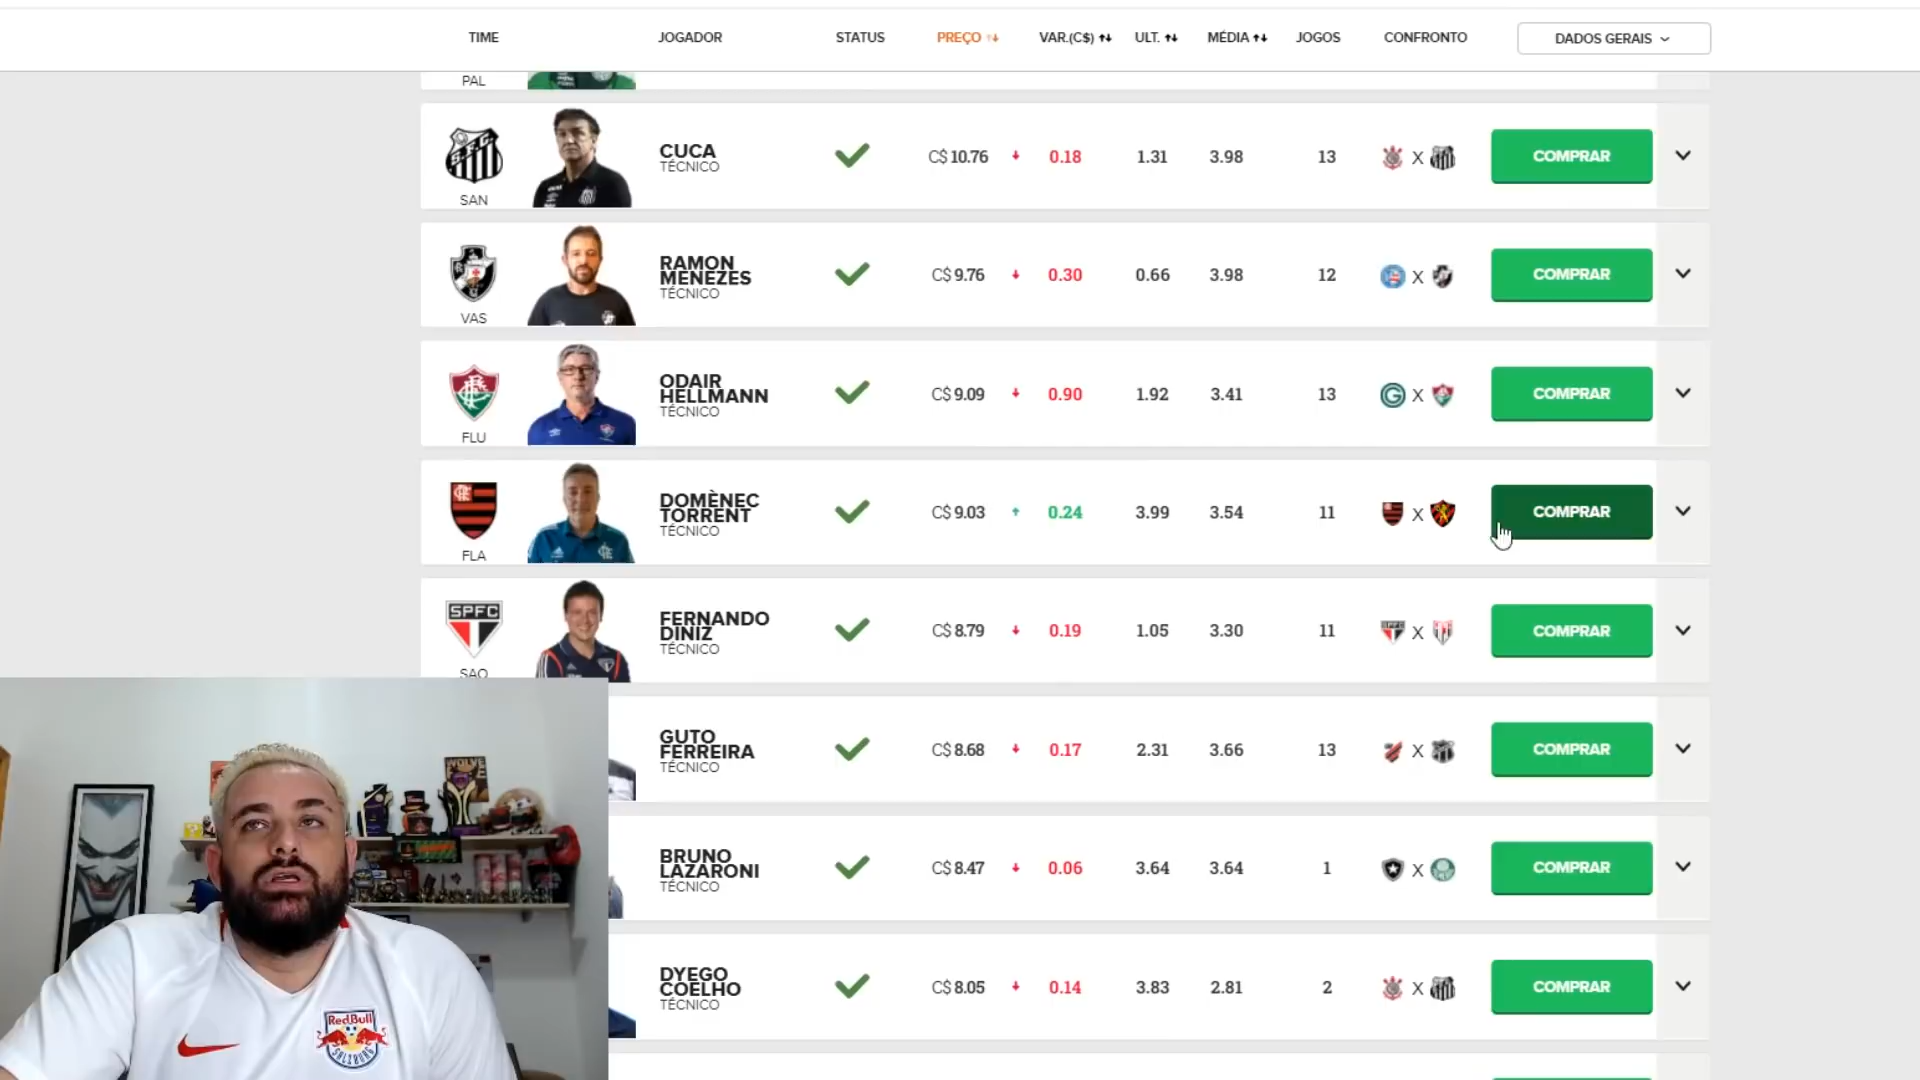 TIME JOGADOR STATUS PREÇO VAR.(C$) ULT. MÉDIA JOGOS CONFRONTO DADOS GERAIS
PAL
SAN CUCA TÉCNICO C$ 10.76 0.18 1.31 3.98 13 X COMPRAR
VAS RAMON MENEZES TÉCNICO C$ 9.76 0.30 0.66 3.98 12 X COMPRAR
FLU ODAIR HELLMANN TÉCNICO C$ 9.09 0.90 1.92 3.41 13 X COMPRAR
FLA DOMÈNEC TORRENT TÉCNICO C$ 9.03 0.24 3.99 3.54 11 X COMPRAR
SPFC SAO FERNANDO DINIZ TÉCNICO C$ 8.79 0.19 1.05 3.30 11 X COMPRAR
GUTO FERREIRA TÉCNICO C$ 8.68 0.17 2.31 3.66 13 X COMPRAR
BRUNO LAZARONI TÉCNICO C$ 8.47 0.06 3.64 3.64 1 X COMPRAR
DYEGO COELHO TÉCNICO C$ 8.05 0.14 3.83 2.81 2 X COMPRAR
WOLVE
RedBull
SALZBURG